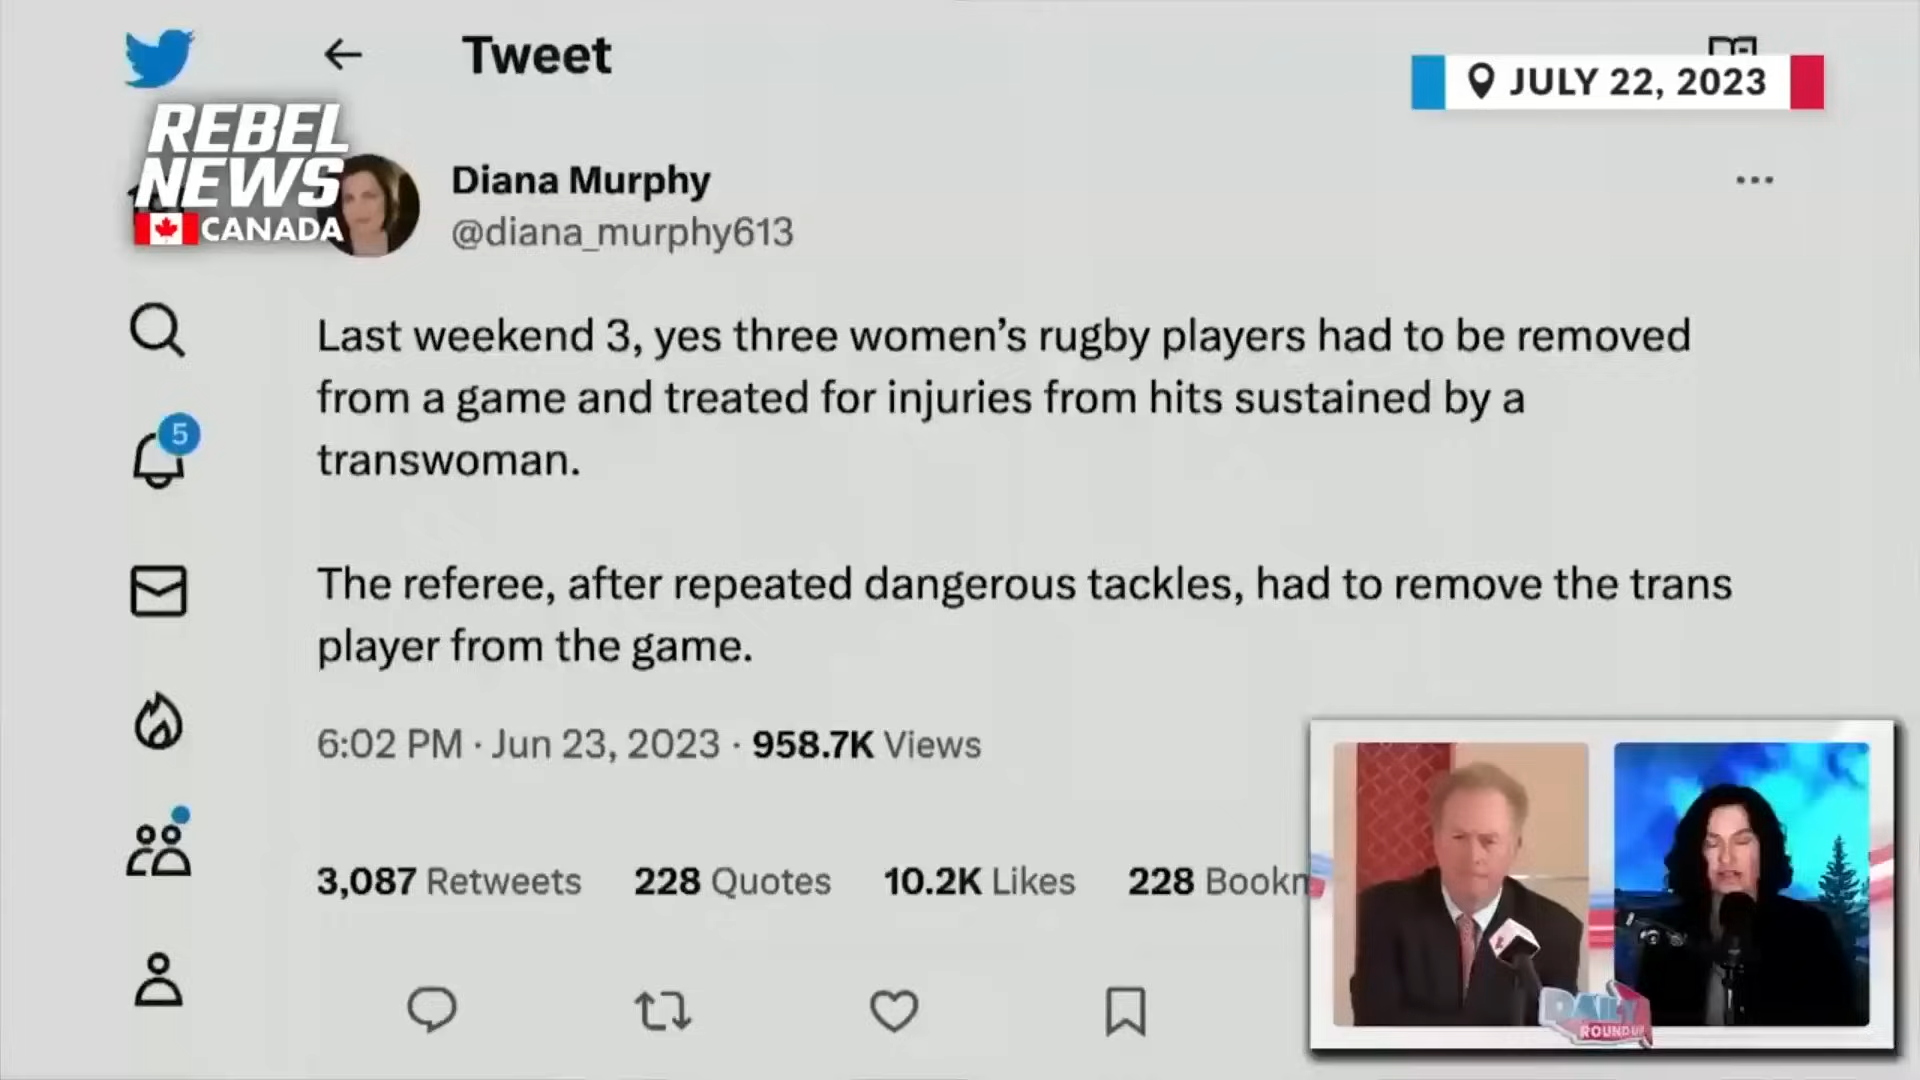 Tweet
JULY 22, 2023
REBEL
NEWS
CANADA
Diana Murphy
@diana_murphy613
Last weekend 3, yes three women's rugby players had to be removed
from a game and treated for injuries from hits sustained by a
transwoman.
The referee, after repeated dangerous tackles, had to remove the trans
player from the game.
6:02 PM · Jun 23, 2023 · 958.7K Views
3,087 Retweets 228 Quotes 10.2K Likes 228
5
DAILY
ROUNDUP